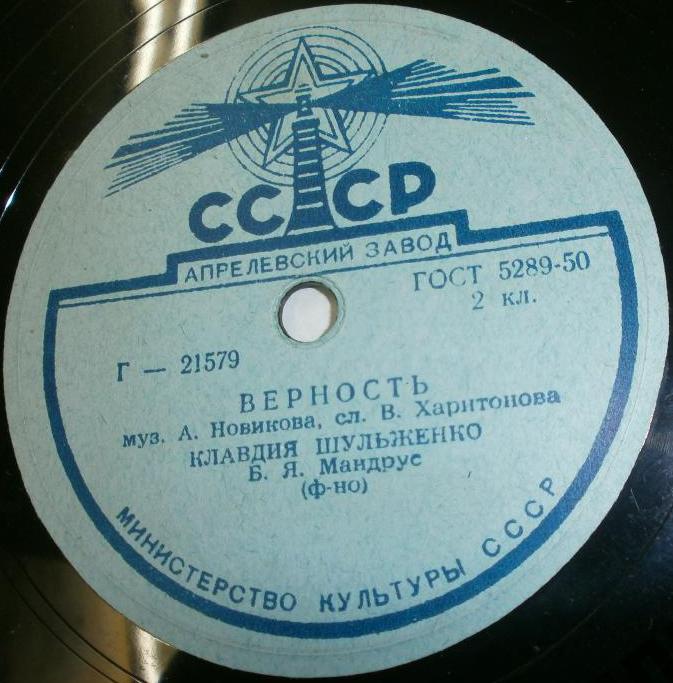 СССР
АПРЕЛЕВСКИЙ ЗАВОД
ГОСТ 5289-50
2 кл.
Г — 21579
ВЕРНОСТЬ
муз. А. Новикова, сл. В. Харитонова
КЛАВДИЯ ШУЛЬЖЕНКО
Б. Я. Мандрус
(ф-но)
МИНИСТЕРСТВО КУЛЬТУРЫ СССР